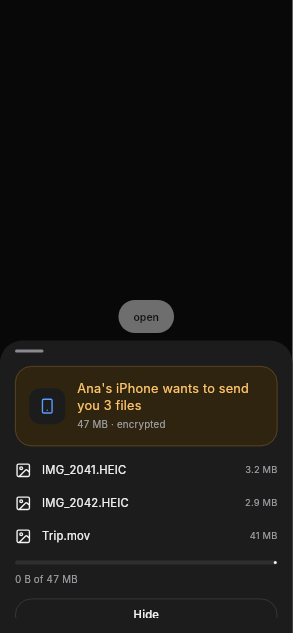 open
Ana's iPhone wants to send
you 3 files
47 MB · encrypted
IMG_2041.HEIC 3.2 MB
IMG_2042.HEIC 2.9 MB
Trip.mov 41 MB
0 B of 47 MB
Hide